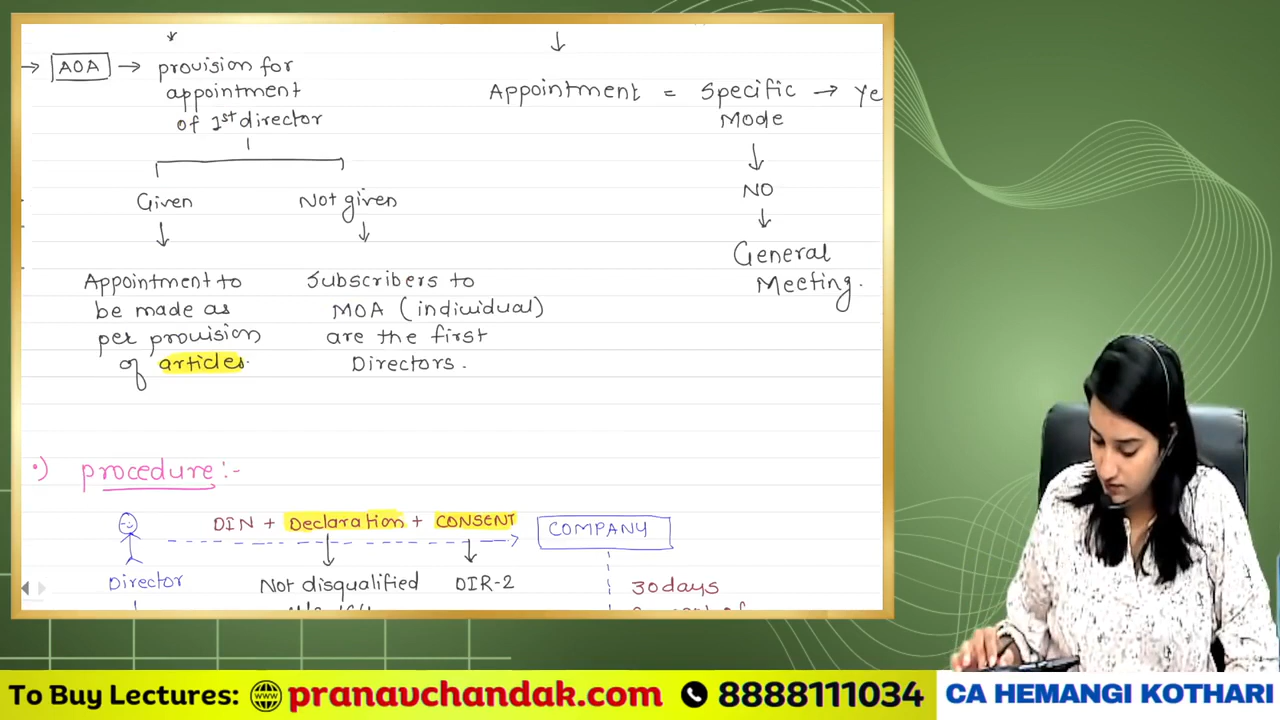 AOA → provision for
appointment
of 1st director
Given
Not given
Appointment to
be made as
per provision
of articles.
Subscribers to
MOA (individual)
are the first
Directors.
Appointment = Specific → Ye
Mode
NO
General
Meeting.
•) procedure :-
DIN + Declaration + CONSENT
COMPANY
Director
Not disqualified
DIR-2
30 days
To Buy Lectures: pranavchandak.com 8888111034 CA HEMANGI KOTHARI